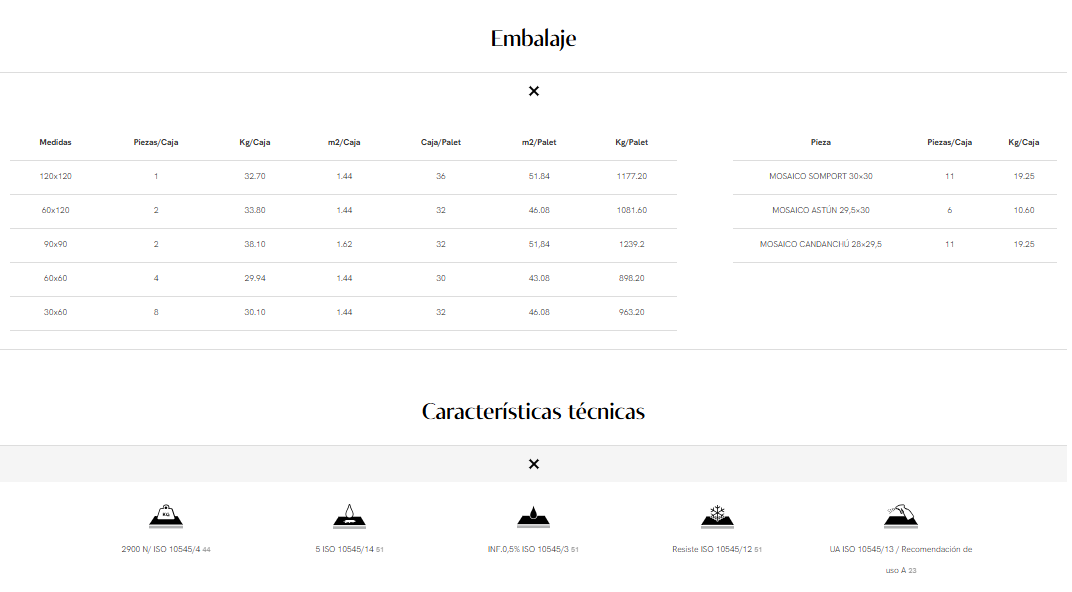 Embalaje
Medidas Piezas/Caja Kg/Caja m2/Caja Caja/Palet m2/Palet Kg/Palet
120x120 1 32.70 1.44 36 51.84 1177.20
60x120 2 33.80 1.44 32 46.08 1081.60
90x90 2 38.10 1.62 32 51,84 1239.2
60x60 4 29.94 1.44 30 43.08 898.20
30x60 8 30.10 1.44 32 46.08 963.20
Pieza Piezas/Caja Kg/Caja
MOSAICO SOMPORT 30×30 11 19.25
MOSAICO ASTÚN 29,5×30 6 10.60
MOSAICO CANDANCHÚ 28×29,5 11 19.25
Características técnicas
KG
2900 N/ ISO 10545/4 44
5 ISO 10545/14 51
INF.0,5% ISO 10545/3 51
Resiste ISO 10545/12 51
UA ISO 10545/13 / Recomendación de
uso A 23